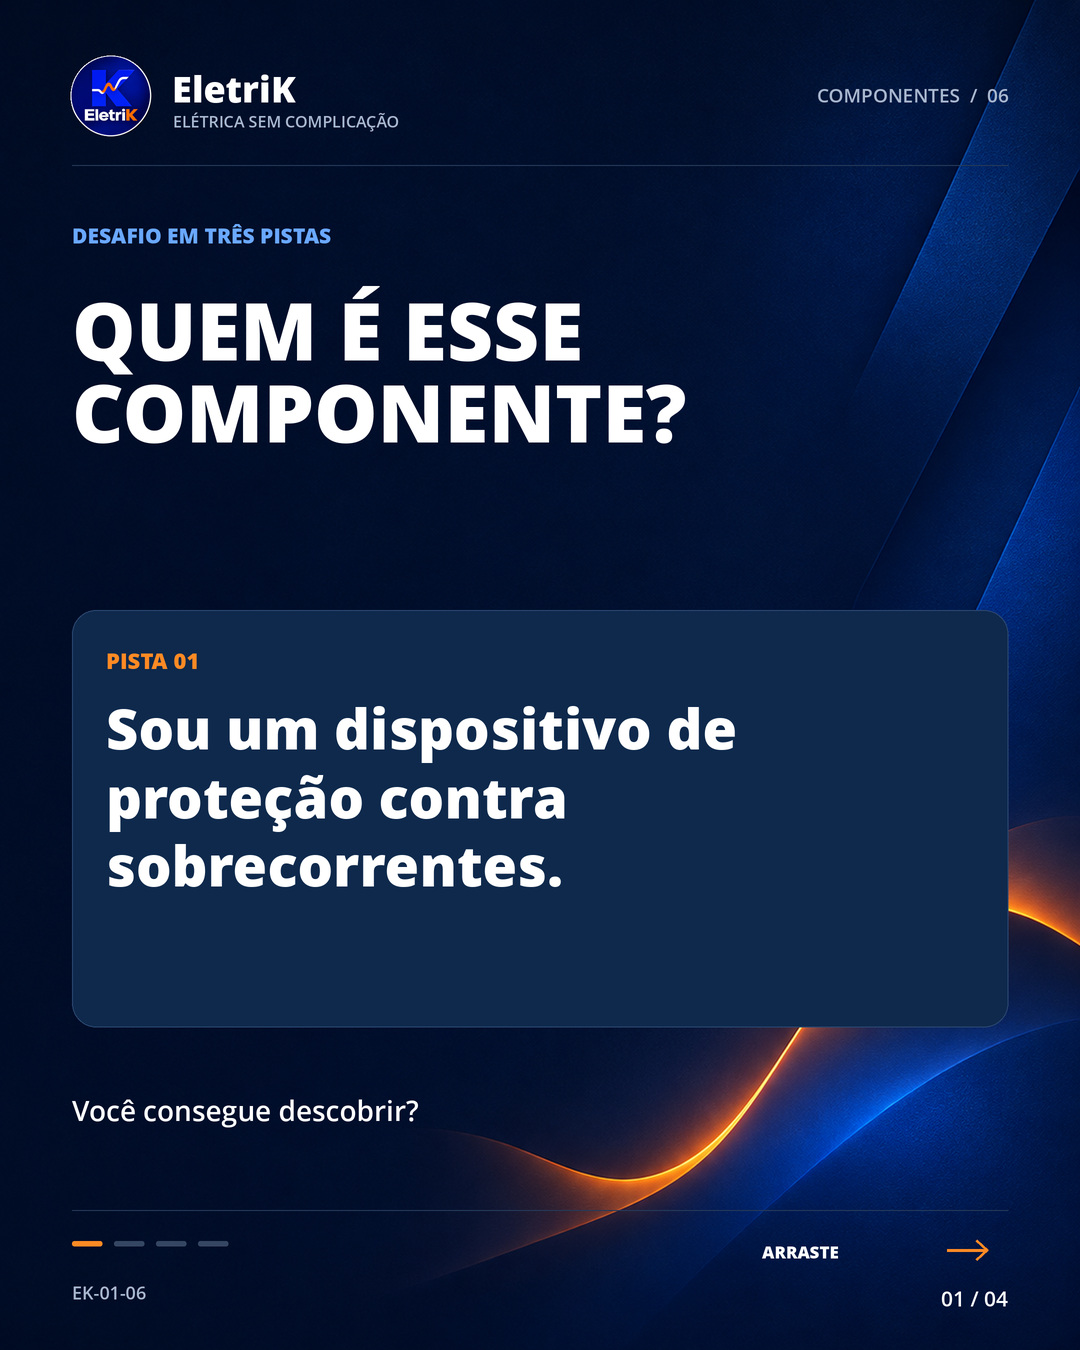 EletriK
EletriK
ELÉTRICA SEM COMPLICAÇÃO
COMPONENTES / 06
DESAFIO EM TRÊS PISTAS
QUEM É ESSE
COMPONENTE?
PISTA 01
Sou um dispositivo de
proteção contra
sobrecorrentes.
Você consegue descobrir?
ARRASTE
EK-01-06
01 / 04